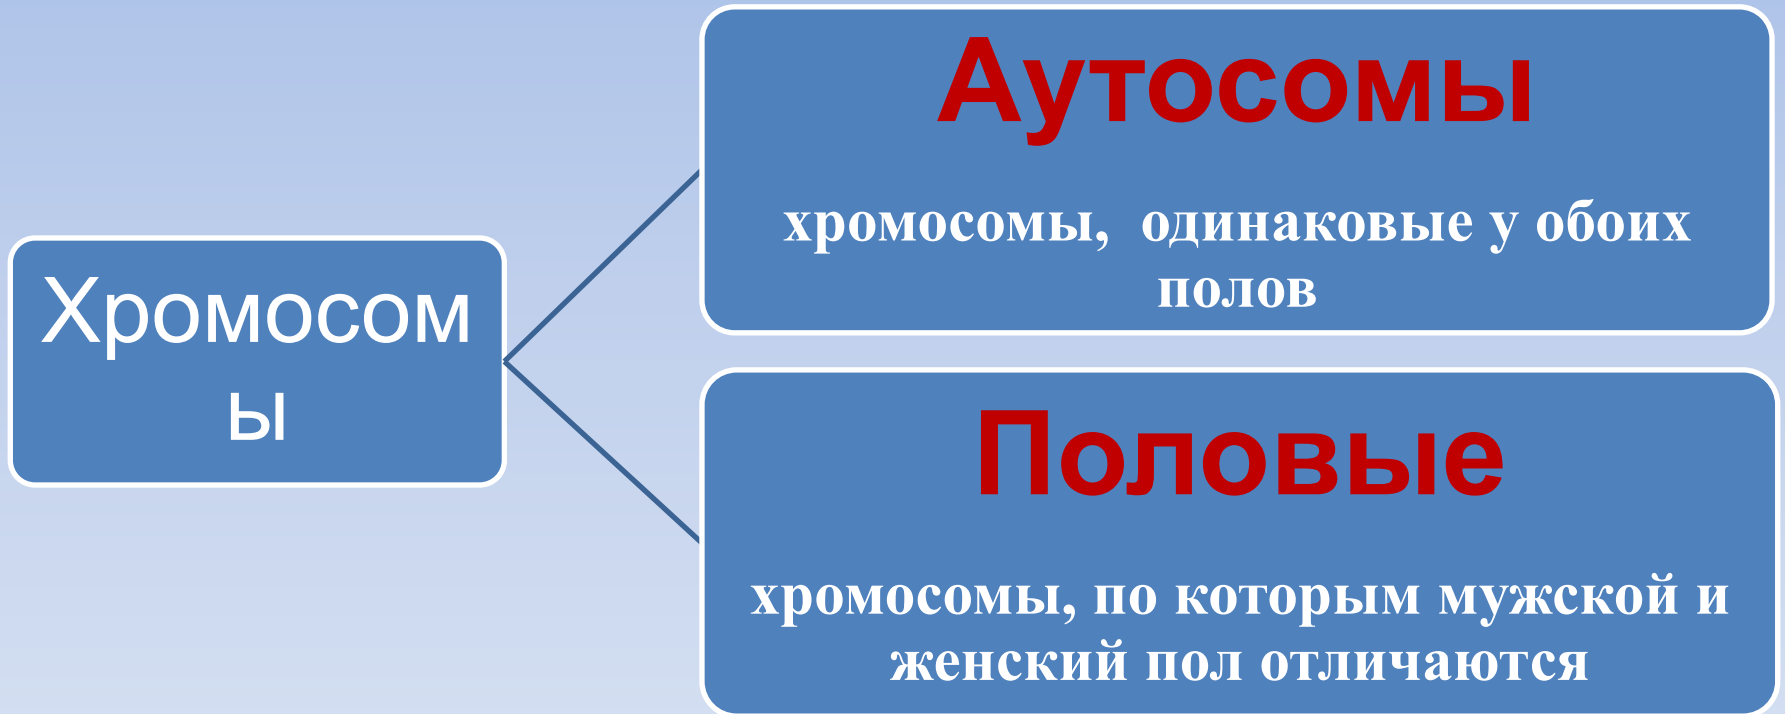 Хромосом
ы
Аутосомы
хромосомы, одинаковые у обоих
полов
Половые
хромосомы, по которым мужской и
женский пол отличаются